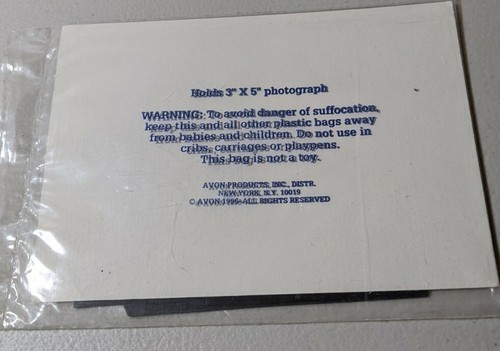 Holds 3" X 5" photograph
WARNING: To avoid danger of suffocation,
keep this and all other plastic bags away
from babies and children. Do not use in
cribs, carriages or playpens.
This bag is not a toy.
AVON PRODUCTS, INC., DISTR.
NEW YORK, N.Y. 10019
© AVON 1996 ALL RIGHTS RESERVED